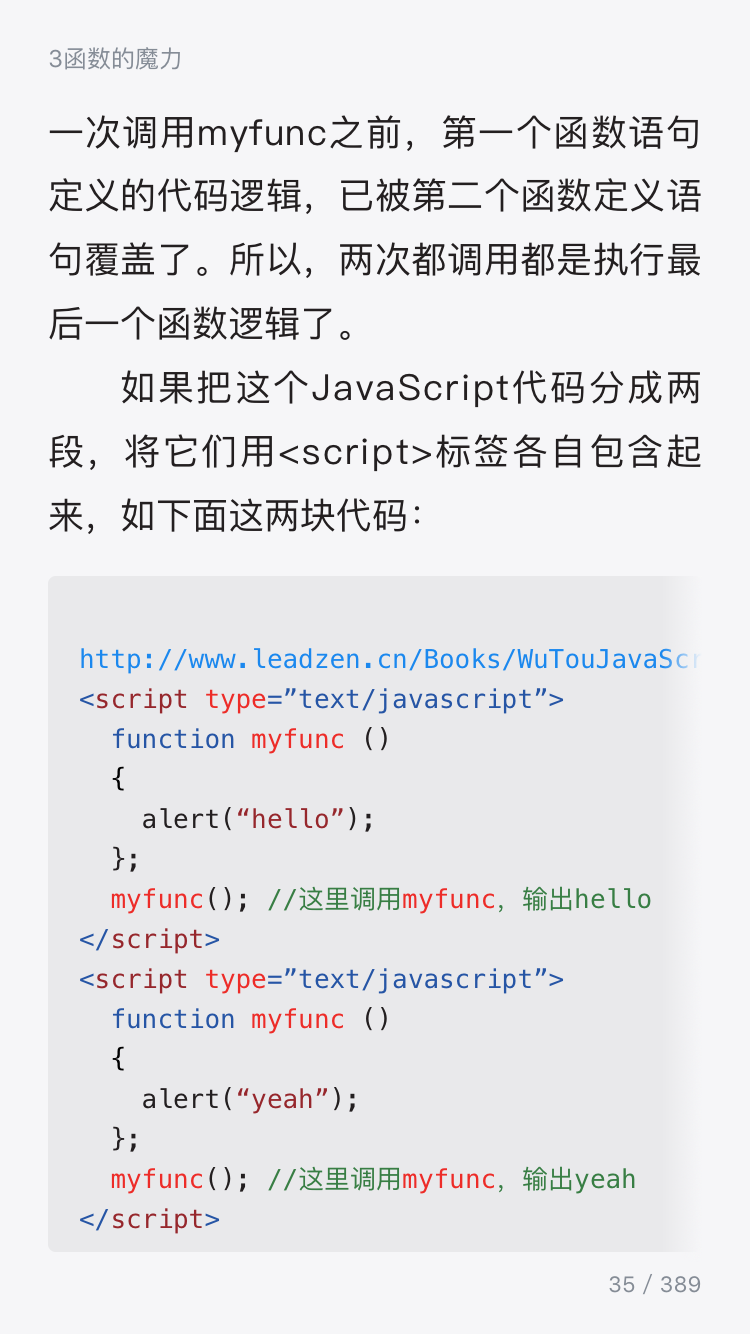 3函数的魔力
一次调用myfunc之前，第一个函数语句
定义的代码逻辑，已被第二个函数定义语
句覆盖了。所以，两次都调用都是执行最
后一个函数逻辑了。
如果把这个JavaScript代码分成两
段，将它们用<script>标签各自包含起
来，如下面这两块代码：
http://www.leadzen.cn/Books/WuTouJavaScr
<script type=”text/javascript”>
  function myfunc ()
  {
    alert(“hello”);
  };
  myfunc(); //这里调用myfunc，输出hello
</script>
<script type=”text/javascript”>
  function myfunc ()
  {
    alert(“yeah”);
  };
  myfunc(); //这里调用myfunc，输出yeah
</script>
35 / 389